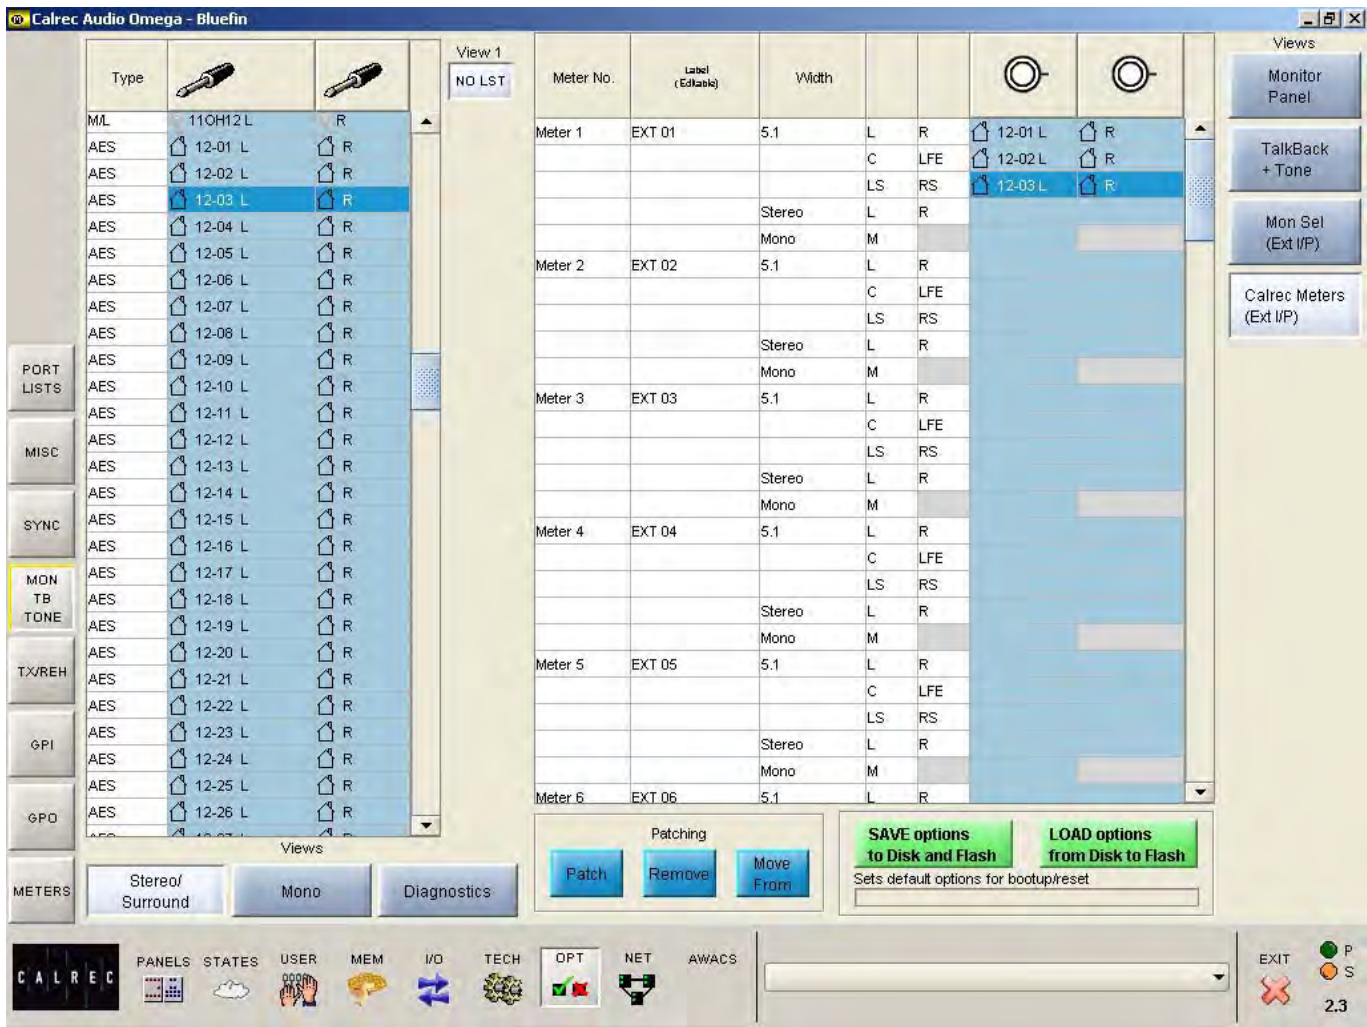 Calrec Audio Omega - Bluefin
Type
View 1
NO LST
M/L 11OH12 L R
AES 12-01 L R
AES 12-02 L R
AES 12-03 L R
AES 12-04 L R
AES 12-05 L R
AES 12-06 L R
AES 12-07 L R
AES 12-08 L R
AES 12-09 L R
AES 12-10 L R
AES 12-11 L R
AES 12-12 L R
AES 12-13 L R
AES 12-14 L R
AES 12-15 L R
AES 12-16 L R
AES 12-17 L R
AES 12-18 L R
AES 12-19 L R
AES 12-20 L R
AES 12-21 L R
AES 12-22 L R
AES 12-23 L R
AES 12-24 L R
AES 12-25 L R
AES 12-26 L R
Views
Stereo/
Surround
Mono
Diagnostics
Meter No. Label Width
(Editable)
Meter 1 EXT 01 5.1 L R 12-01 L R
C LFE 12-02 L R
LS RS 12-03 L R
Stereo L R
Mono M
Meter 2 EXT 02 5.1 L R
C LFE
LS RS
Stereo L R
Mono M
Meter 3 EXT 03 5.1 L R
C LFE
LS RS
Stereo L R
Mono M
Meter 4 EXT 04 5.1 L R
C LFE
LS RS
Stereo L R
Mono M
Meter 5 EXT 05 5.1 L R
C LFE
LS RS
Stereo L R
Mono M
Meter 6 EXT 06 5.1 L R
Patching
Patch
Remove
Move
From
SAVE options
to Disk and Flash
LOAD options
from Disk to Flash
Sets default options for bootup/reset
Views
Monitor
Panel
TalkBack
+ Tone
Mon Sel
(Ext I/P)
Calrec Meters
(Ext I/P)
PORT
LISTS
MISC
SYNC
MON
TB
TONE
TX/REH
GPI
GPO
METERS
CALREC
PANELS STATES USER MEM I/O TECH OPT NET AWACS
EXIT
P
S
2.3